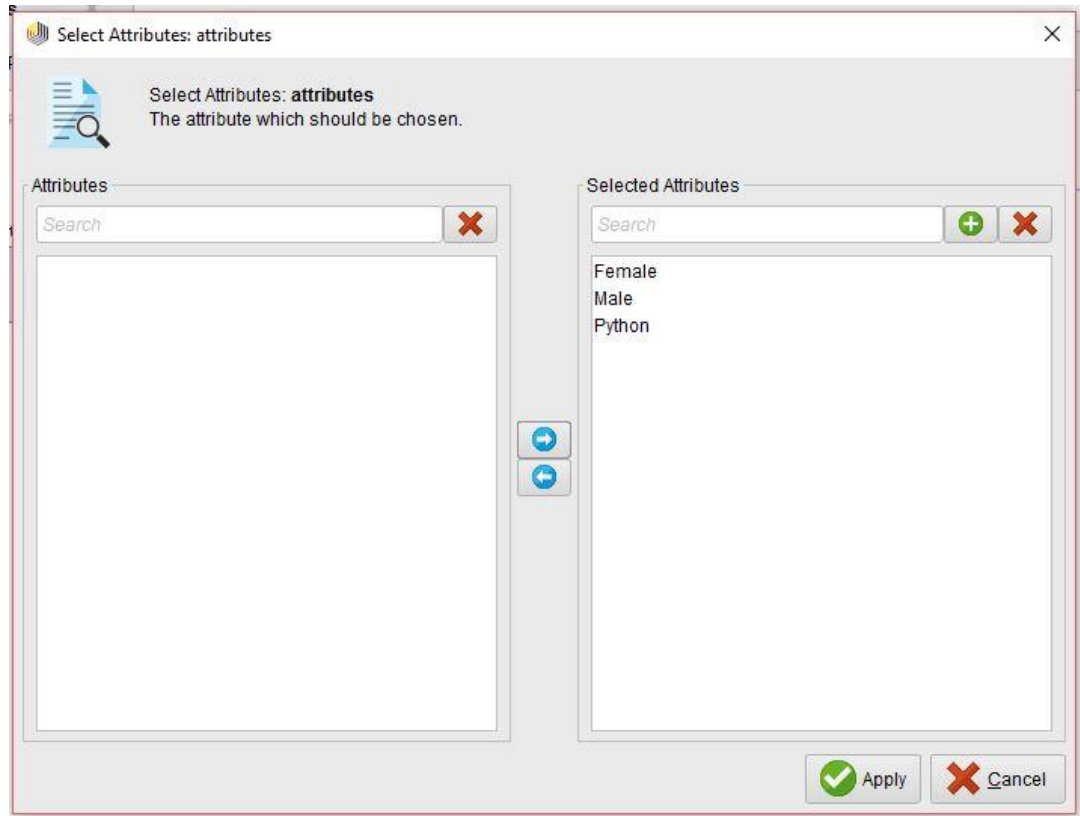 Select Attributes: attributes
Select Attributes: attributes
The attribute which should be chosen.
Attributes
Selected Attributes
Search
Search
Female
Male
Python
Apply
Cancel